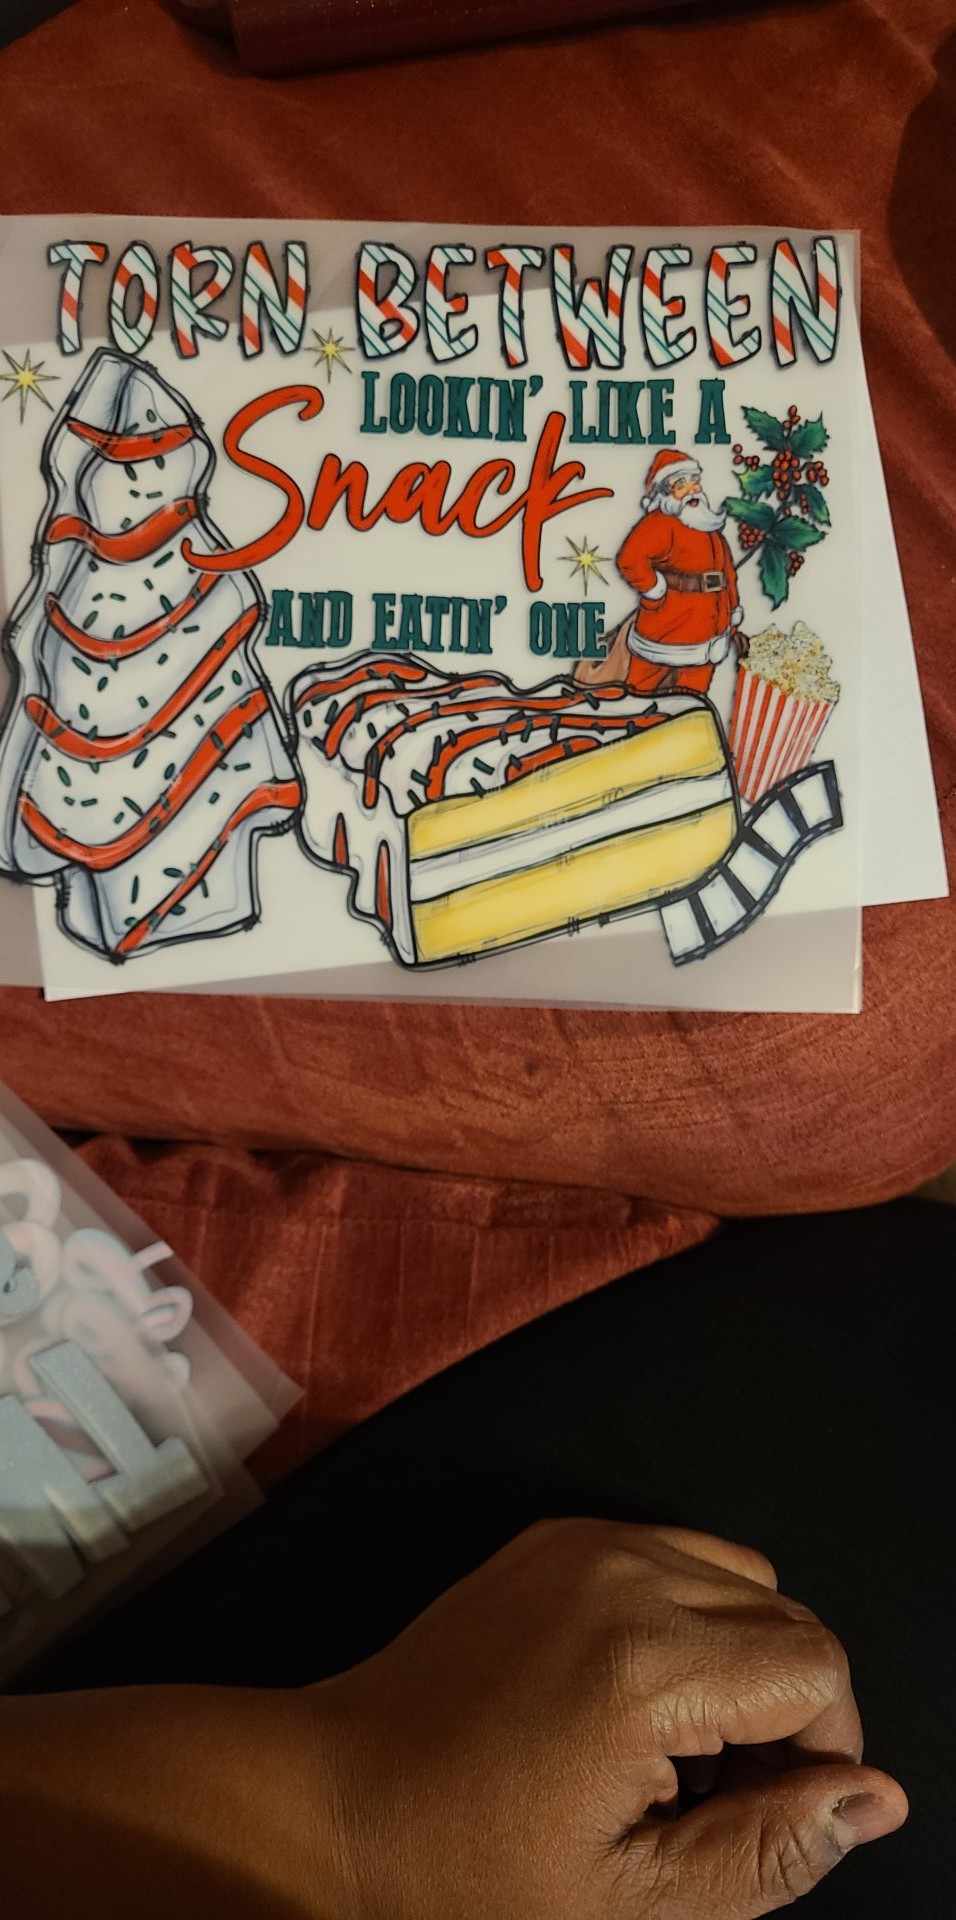 TORN BETWEEN
LOOKIN' LIKE A
Snack
AND EATIN' ONE